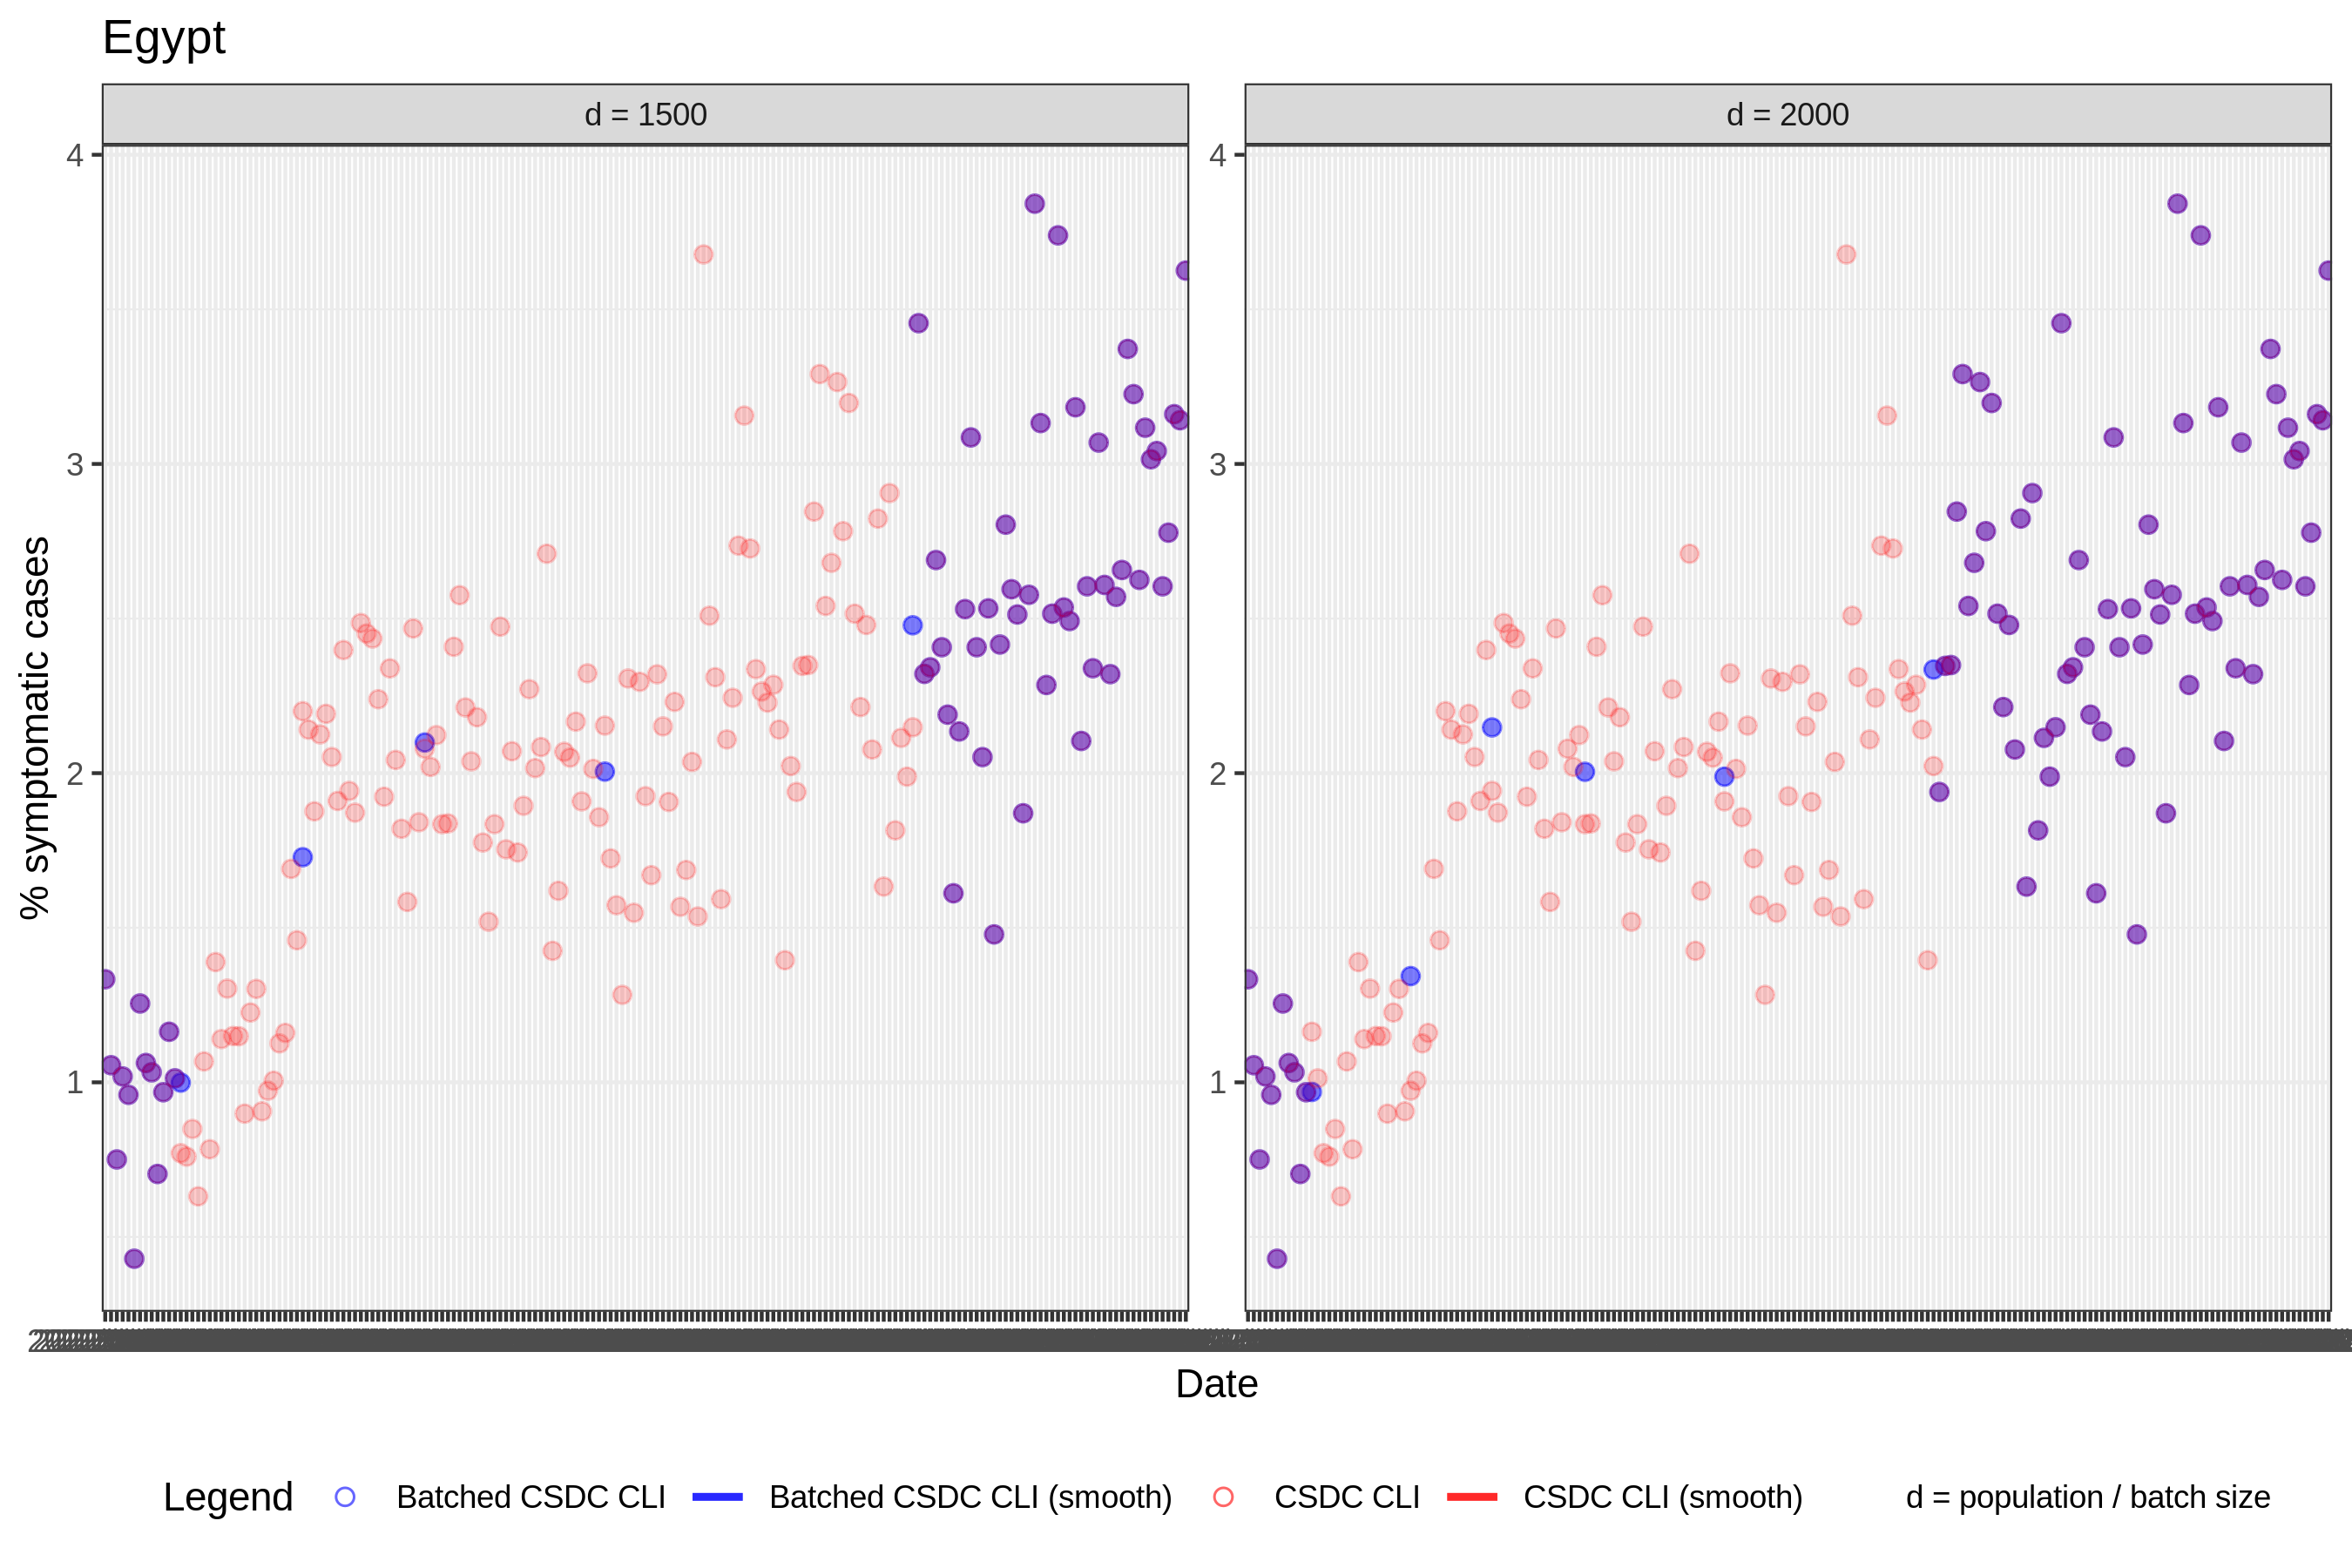 Egypt
d = 1500
d = 2000
% symptomatic cases
4
3
2
1
4
3
2
1
Date
Legend
Batched CSDC CLI
Batched CSDC CLI (smooth)
CSDC CLI
CSDC CLI (smooth)
d = population / batch size